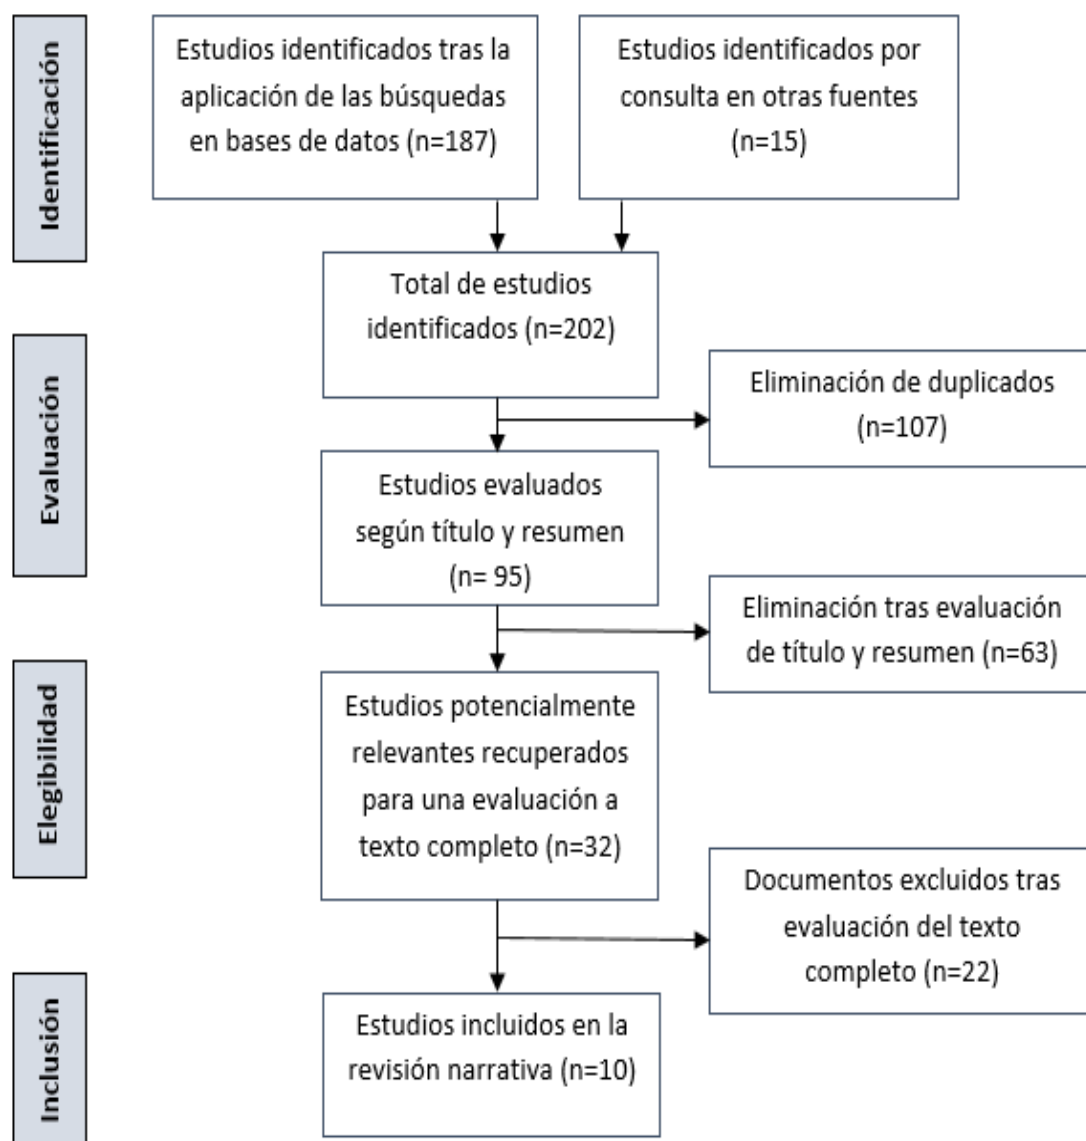 Identificación
Estudios identificados tras la
aplicación de las búsquedas
en bases de datos (n=187)
Estudios identificados por
consulta en otras fuentes
(n=15)
Total de estudios
identificados (n=202)
Evaluación
Eliminación de duplicados
(n=107)
Estudios evaluados
según título y resumen
(n= 95)
Eliminación tras evaluación
de título y resumen (n=63)
Elegibilidad
Estudios potencialmente
relevantes recuperados
para una evaluación a
texto completo (n=32)
Documentos excluidos tras
evaluación del texto
completo (n=22)
Inclusión
Estudios incluidos en la
revisión narrativa (n=10)